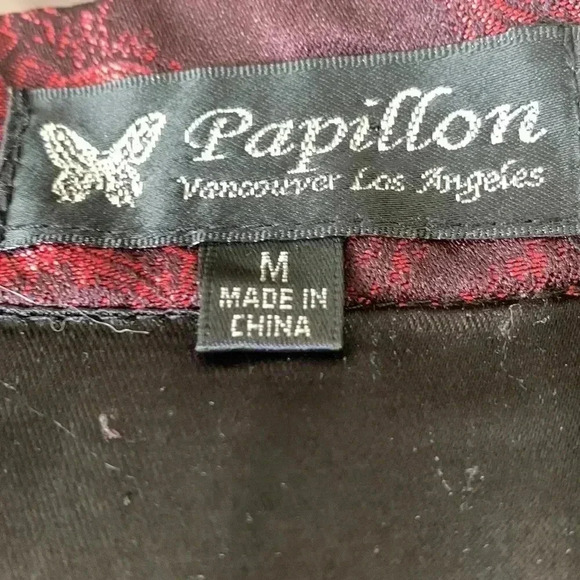 Papillon
Vancouver Los Angeles
M
MADE IN
CHINA